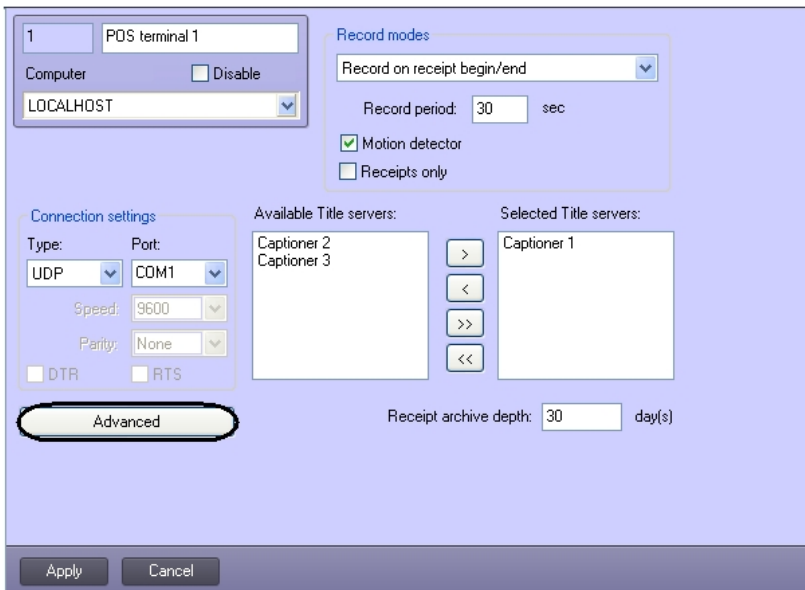 1 POS terminal 1
Computer Disable
LOCALHOST
Record modes
Record on receipt begin/end
Record period: 30 sec
Motion detector
Receipts only
Connection settings
Type: Port:
UDP COM1
Speed: 9600
Parity: None
DTR RTS
Available Title servers:
Captioner 2
Captioner 3
>
<
>>
<<
Selected Title servers:
Captioner 1
Advanced
Receipt archive depth: 30 day(s)
Apply Cancel